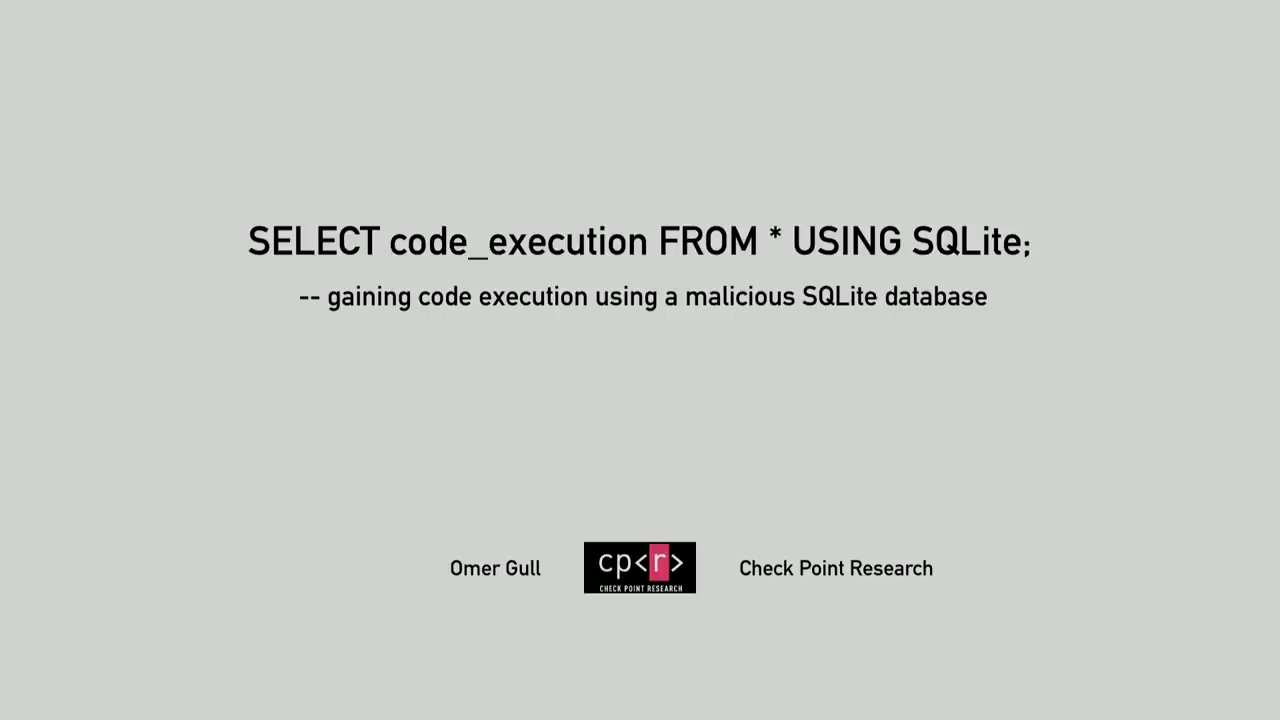 SELECT code_execution FROM * USING SQLite;
-- gaining code execution using a malicious SQLite database
Omer Gull
cp<r>
CHECK POINT RESEARCH
Check Point Research